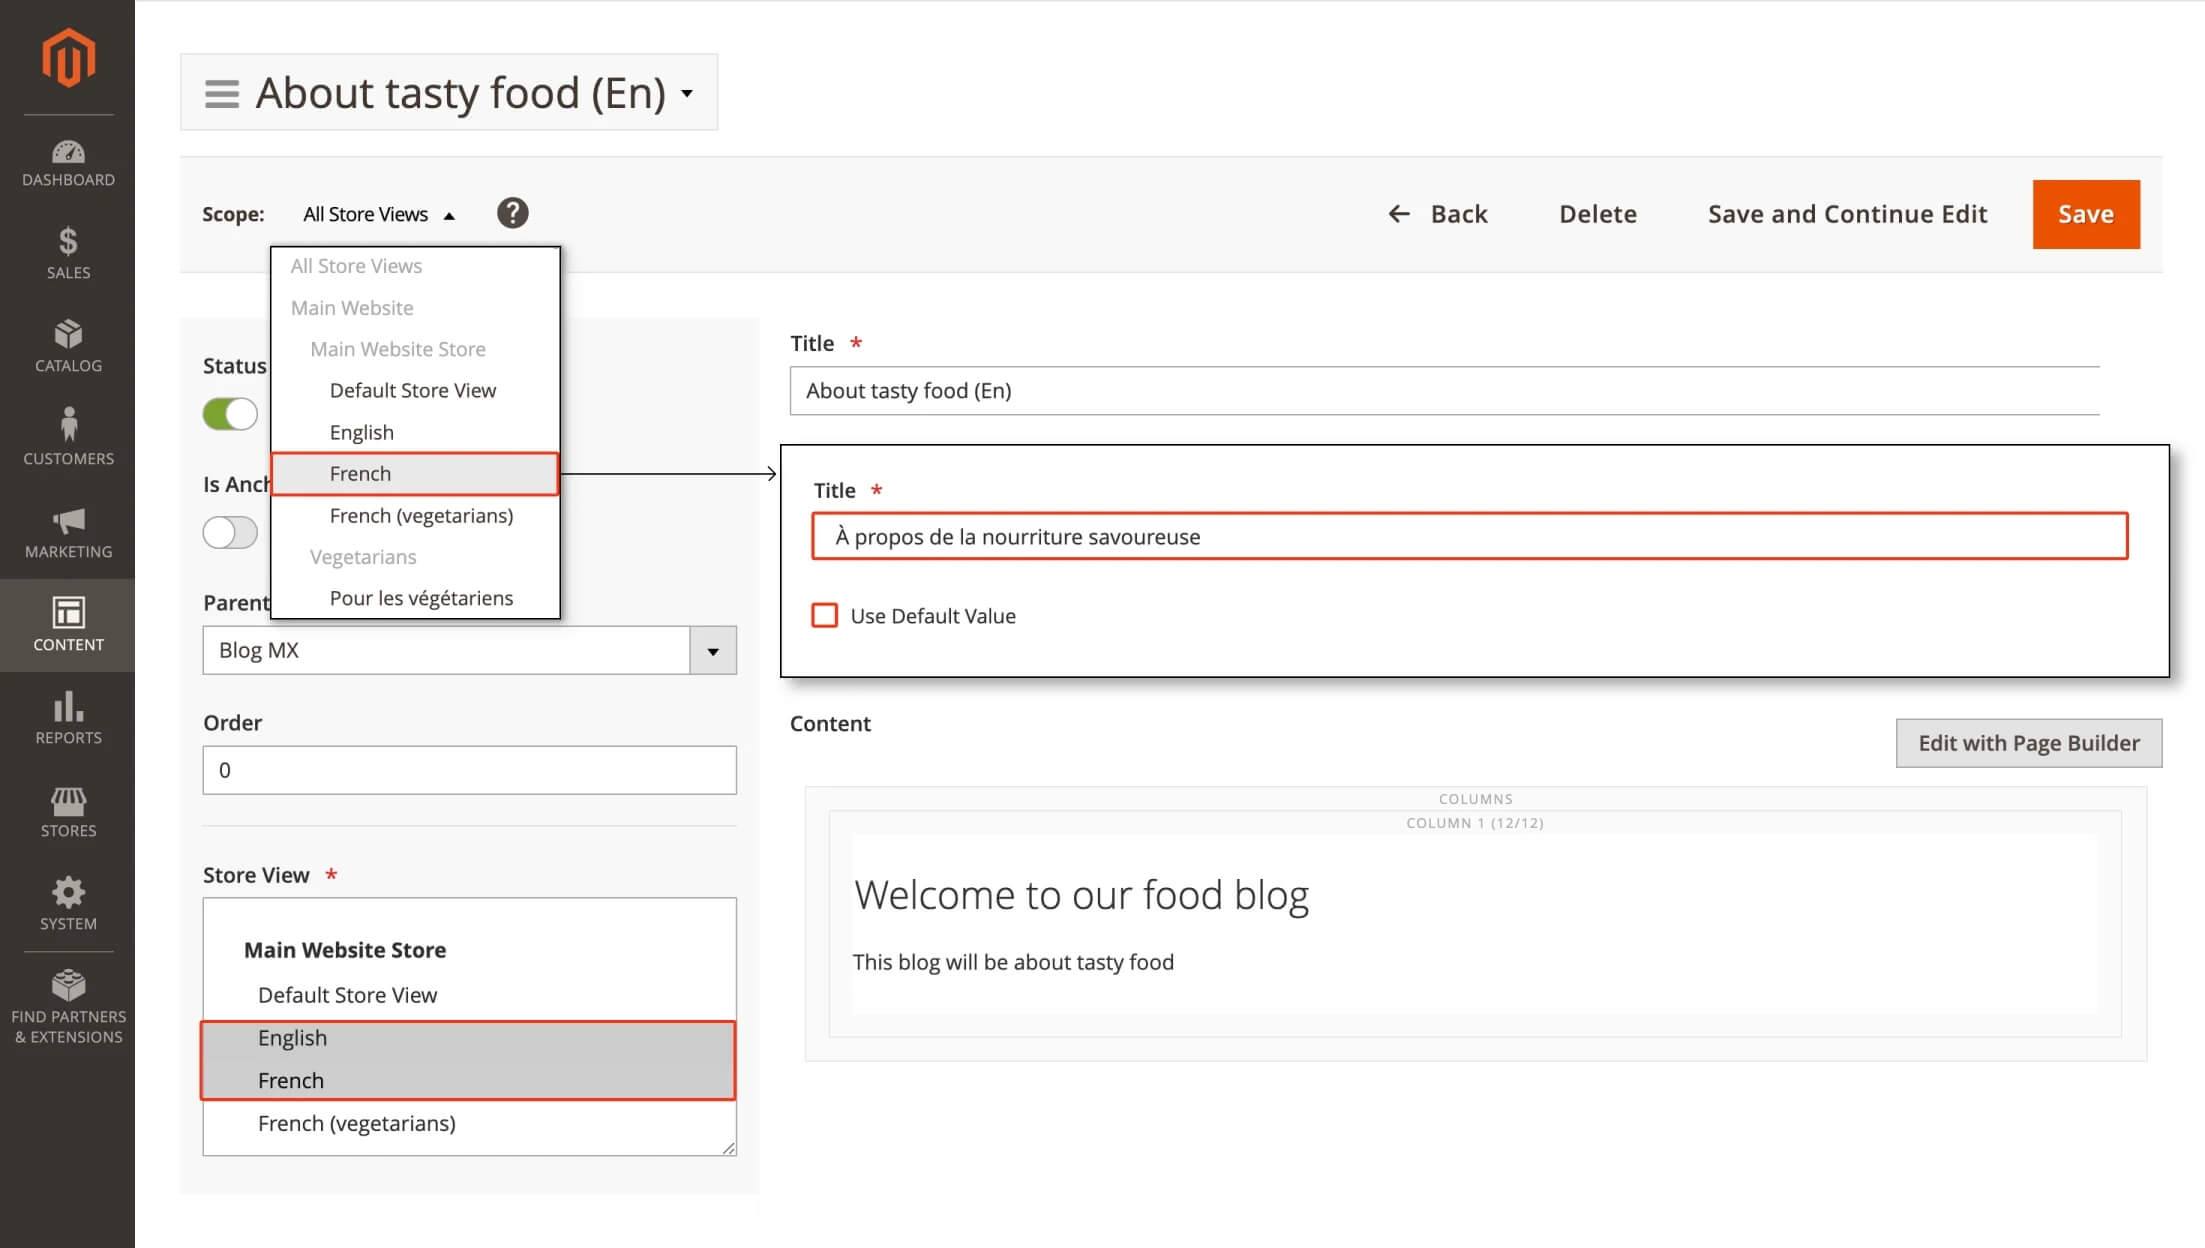 About tasty food (En)
Scope: All Store Views ?
← Back Delete Save and Continue Edit Save
DASHBOARD
SALES
CATALOG
CUSTOMERS
MARKETING
CONTENT
REPORTS
STORES
SYSTEM
FIND PARTNERS
& EXTENSIONS
All Store Views
Main Website
Main Website Store
Default Store View
English
French
French (vegetarians)
Vegetarians
Pour les végétariens
Status
Is Anch
Parent
Blog MX
Order
0
Store View *
Main Website Store
Default Store View
English
French
French (vegetarians)
Title *
About tasty food (En)
Title *
À propos de la nourriture savoureuse
Use Default Value
Content
Edit with Page Builder
COLUMNS
COLUMN 1 (12/12)
Welcome to our food blog
This blog will be about tasty food